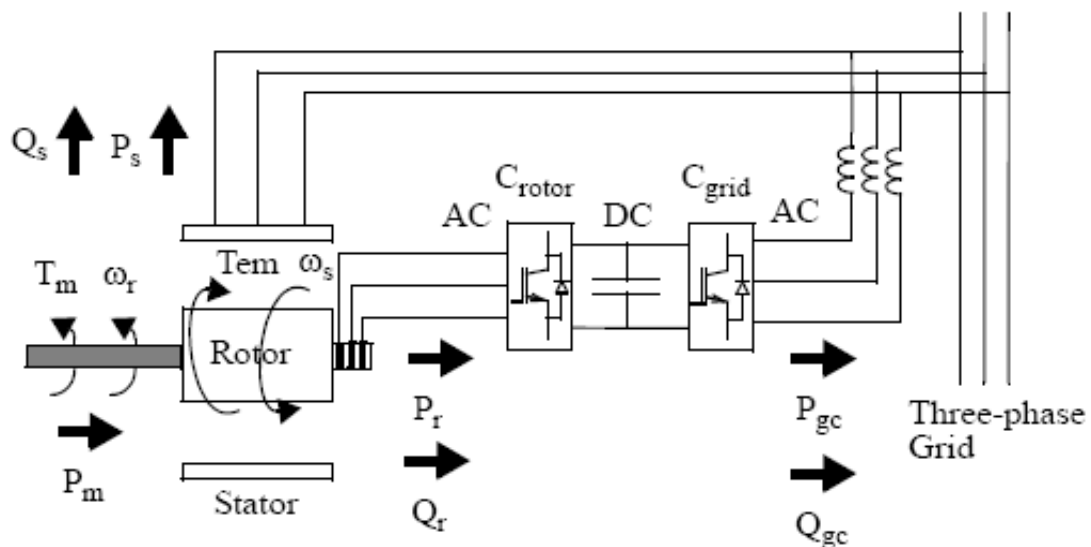 Qs Ps
Crotor Cgrid
AC DC AC
Tm ωr Tem ωs
Rotor
Pm Pr Pgc Three-phase
Grid
Stator Qr Qgc